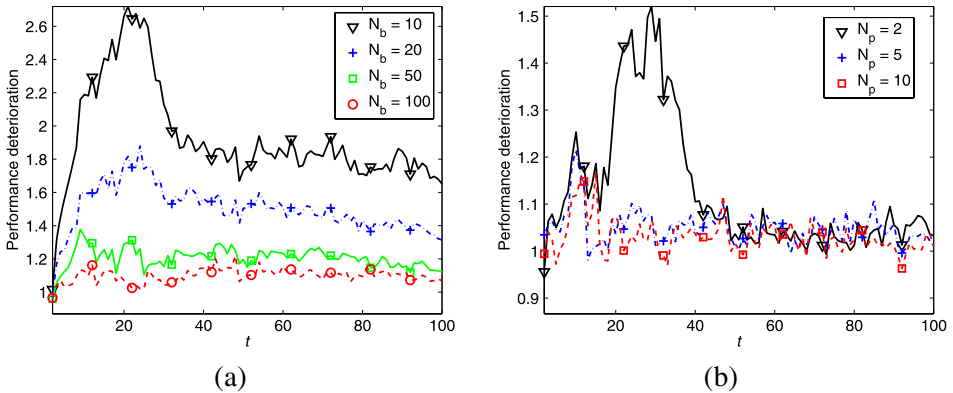 2.6
2.4
2.2
2
1.8
1.6
1.4
1.2
1
Performance deterioration
20
40
60
80
100
t
N_b = 10
N_b = 20
N_b = 50
N_b = 100
(a)
1.5
1.4
1.3
1.2
1.1
1.0
0.9
Performance deterioration
20
40
60
80
100
t
N_p = 2
N_p = 5
N_p = 10
(b)